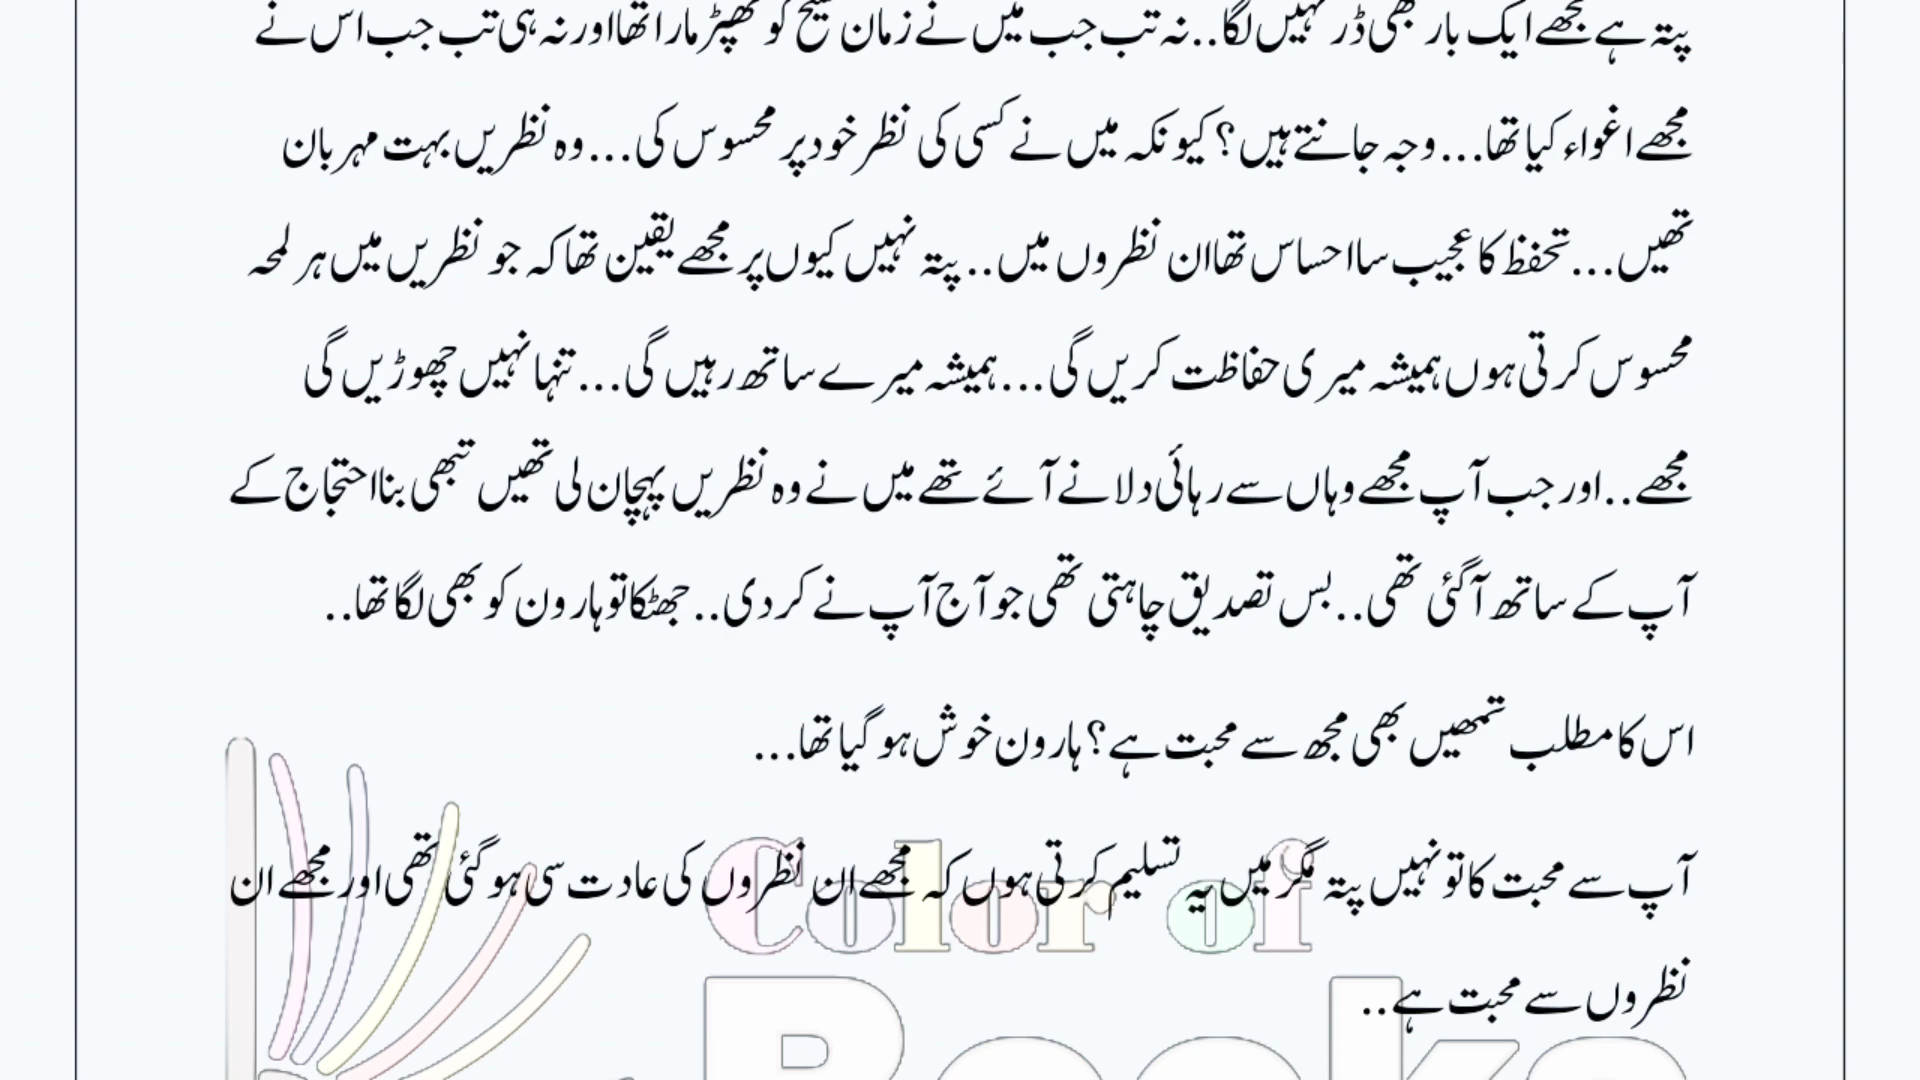 پتہ ہے مجھے ایک بار بھی ڈر نہیں لگا.. نہ تب جب میں نے زمان شیخ کو تھپڑ مارا تھا اور نہ ہی تب جب اس نے
مجھے اغواء کیا تھا... وجہ جانتے ہیں؟ کیونکہ میں نے کسی کی نظر خود پر محسوس کی... وہ نظریں بہت مہربان
تھیں... تحفظ کا عجیب سا احساس تھا ان نظروں میں.. پتہ نہیں کیوں پر مجھے یقین تھا کہ جو نظریں میں ہر لمحہ
محسوس کرتی ہوں ہمیشہ میری حفاظت کریں گی... ہمیشہ میرے ساتھ رہیں گی... تنہا نہیں چھوڑیں گی
مجھے.. اور جب آپ مجھے وہاں سے رہائی دلانے آئے تھے میں نے وہ نظریں پہچان لی تھیں تبھی بنا احتجاج کے
آپ کے ساتھ آگئی تھی.. بس تصدیق چاہتی تھی جو آج آپ نے کر دی.. جھٹکا تو ہارون کو بھی لگا تھا..
اس کا مطلب تمھیں بھی مجھ سے محبت ہے؟ ہارون خوش ہو گیا تھا...
آپ سے محبت کا تو نہیں پتہ مگر میں یہ تسلیم کرتی ہوں کہ مجھے ان نظروں کی عادت سی ہو گئی تھی اور مجھے ان
نظروں سے محبت ہے..
Color of
Books